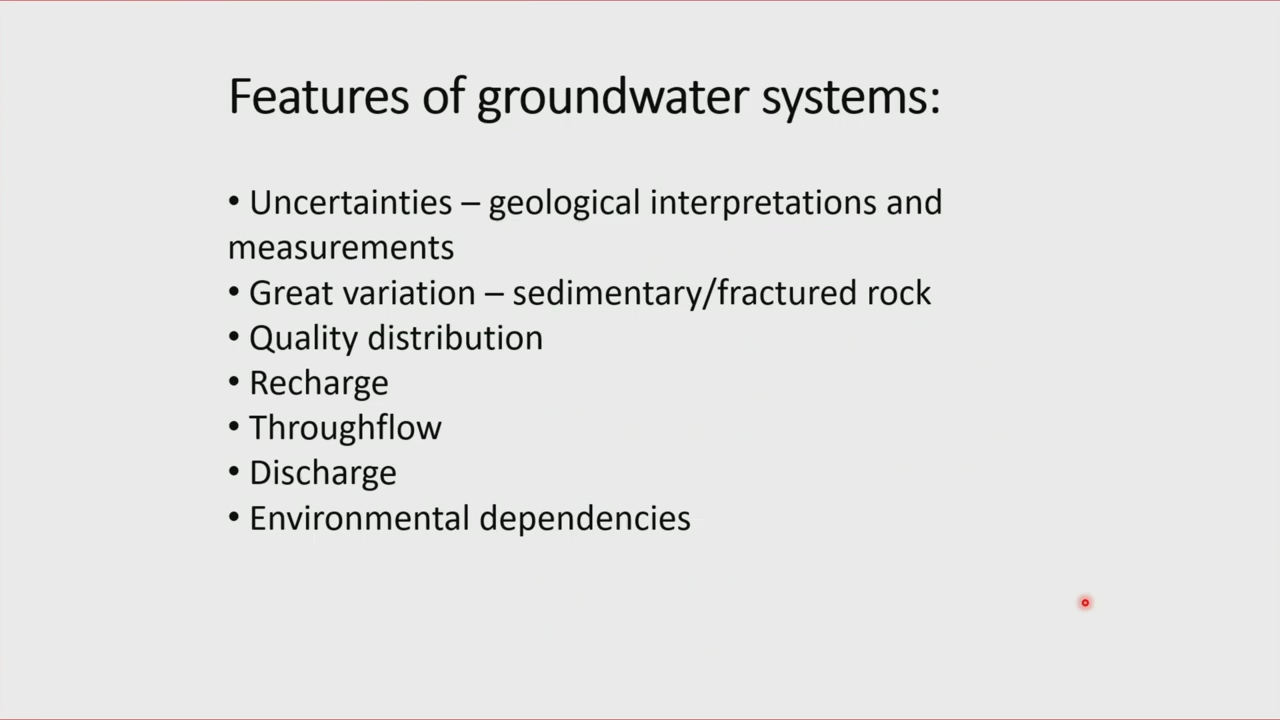 Features of groundwater systems:
• Uncertainties – geological interpretations and
measurements
• Great variation – sedimentary/fractured rock
• Quality distribution
• Recharge
• Throughflow
• Discharge
• Environmental dependencies